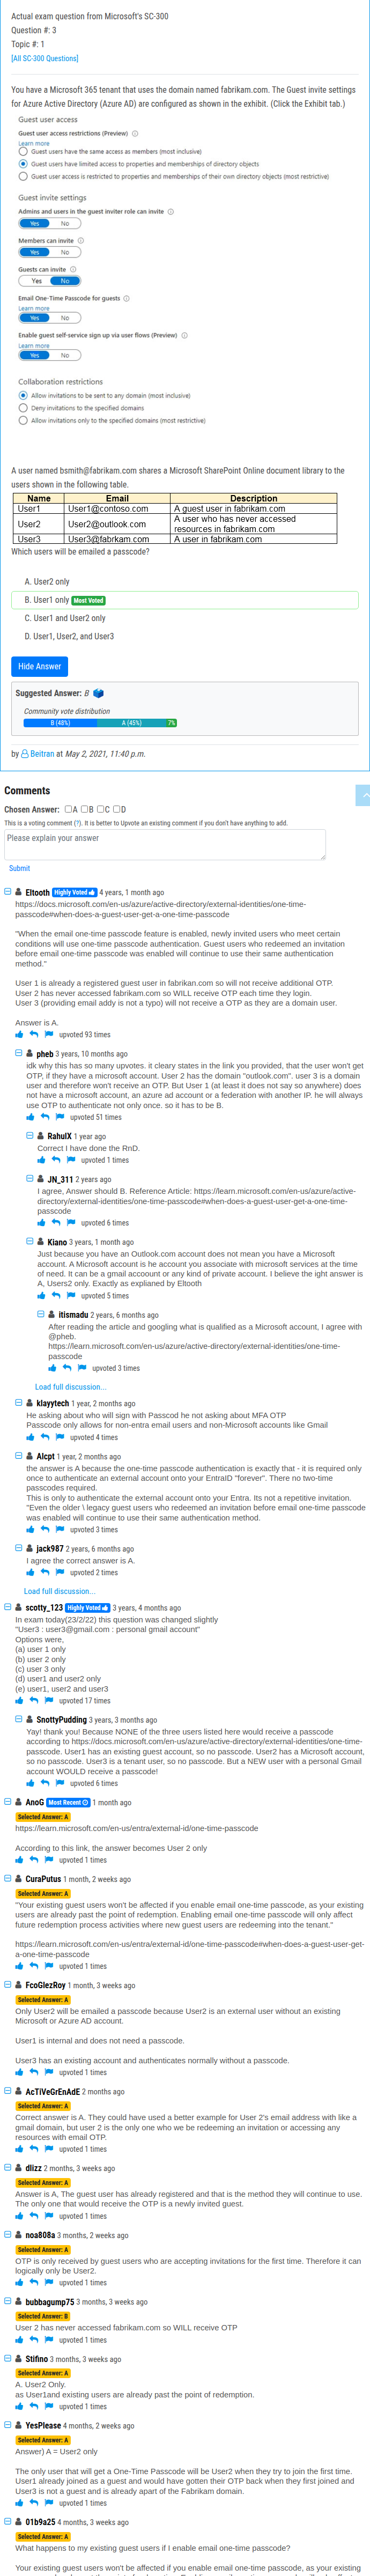 Actual exam question from Microsoft's SC-300
Question #: 3
Topic #: 1
[All SC-300 Questions]
You have a Microsoft 365 tenant that uses the domain named fabrikam.com. The Guest invite settings
for Azure Active Directory (Azure AD) are configured as shown in the exhibit. (Click the Exhibit tab.)
Guest user access
Guest user access restrictions (Preview)
Learn more
Guest users have the same access as members (most inclusive)
Guest users have limited access to properties and memberships of directory objects
Guest user access is restricted to properties and memberships of their own directory objects (most restrictive)
Guest invite settings
Admins and users in the guest inviter role can invite
Yes No
Members can invite
Yes No
Guests can invite
Yes No
Email One-Time Passcode for guests
Learn more
Yes No
Enable guest self-service sign up via user flows (Preview)
Learn more
Yes No
Collaboration restrictions
Allow invitations to be sent to any domain (most inclusive)
Deny invitations to the specified domains
Allow invitations only to the specified domains (most restrictive)
A user named bsmith@fabrikam.com shares a Microsoft SharePoint Online document library to the
users shown in the following table.
Name Email Description
User1 User1@contoso.com A guest user in fabrikam.com
User2 User2@outlook.com A user who has never accessed
resources in fabrikam.com
User3 User3@fabrkam.com A user in fabrikam.com
Which users will be emailed a passcode?
A. User2 only
B. User1 only Most Voted
C. User1 and User2 only
D. User1, User2, and User3
Hide Answer
Suggested Answer: B
Community vote distribution
B (48%) A (45%) 7%
by Beitran at May 2, 2021, 11:40 p.m.
Comments
Chosen Answer: A B C D
This is a voting comment (?). It is better to Upvote an existing comment if you don't have anything to add.
Please explain your answer
Submit
Eltooth Highly Voted 4 years, 1 month ago
https://docs.microsoft.com/en-us/azure/active-directory/external-identities/one-time-
passcode#when-does-a-guest-user-get-a-one-time-passcode
"When the email one-time passcode feature is enabled, newly invited users who meet certain
conditions will use one-time passcode authentication. Guest users who redeemed an invitation
before email one-time passcode was enabled will continue to use their same authentication
method."
User 1 is already a registered guest user in fabrikan.com so will not receive additional OTP.
User 2 has never accessed fabrikam.com so WILL receive OTP each time they login.
User 3 (providing email addy is not a typo) will not receive a OTP as they are a domain user.
Answer is A.
upvoted 93 times
pheb 3 years, 10 months ago
idk why this has so many upvotes. it cleary states in the link you provided, that the user won't get
OTP, if they have a microsoft account. User 2 has the domain "outlook.com". user 3 is a domain
user and therefore won't receive an OTP. But User 1 (at least it does not say so anywhere) does
not have a microsoft account, an azure ad account or a federation with another IP. he will always
use OTP to authenticate not only once. so it has to be B.
upvoted 51 times
RahulX 1 year ago
Correct I have done the RnD.
upvoted 1 times
JN_311 2 years ago
I agree, Answer should B. Reference Article: https://learn.microsoft.com/en-us/azure/active-
directory/external-identities/one-time-passcode#when-does-a-guest-user-get-a-one-time-
passcode
upvoted 6 times
Kiano 3 years, 1 month ago
Just because you have an Outlook.com account does not mean you have a Microsoft
account. A Microsoft account is he account you associate with microsoft services at the time
of need. It can be a gmail accoount or any kind of private account. I believe the ight answer is
A, Users2 only. Exactly as explianed by Eltooth
upvoted 5 times
itismadu 2 years, 6 months ago
After reading the article and googling what is qualified as a Microsoft account, I agree with
@pheb.
https://learn.microsoft.com/en-us/azure/active-directory/external-identities/one-time-
passcode
upvoted 3 times
Load full discussion...
klayytech 1 year, 2 months ago
He asking about who will sign with Passcod he not asking about MFA OTP
Passcode only allows for non-entra email users and non-Microsoft accounts like Gmail
upvoted 4 times
Alcpt 1 year, 2 months ago
the answer is A because the one-time passcode authentication is exactly that - it is required only
once to authenticate an external account onto your EntraID "forever". There no two-time
passcodes required.
This is only to authenticate the external account onto your Entra. Its not a repetitive invitation.
"Even the older \ legacy guest users who redeemed an invitation before email one-time passcode
was enabled will continue to use their same authentication method.
upvoted 3 times
jack987 2 years, 6 months ago
I agree the correct answer is A.
upvoted 2 times
Load full discussion...
scotty_123 Highly Voted 3 years, 4 months ago
In exam today(23/2/22) this question was changed slightly
"User3 : user3@gmail.com : personal gmail account"
Options were,
(a) user 1 only
(b) user 2 only
(c) user 3 only
(d) user1 and user2 only
(e) user1, user2 and user3
upvoted 17 times
SnottyPudding 3 years, 3 months ago
Yay! thank you! Because NONE of the three users listed here would receive a passcode
according to https://docs.microsoft.com/en-us/azure/active-directory/external-identities/one-time-
passcode. User1 has an existing guest account, so no passcode. User2 has a Microsoft account,
so no passcode. User3 is a tenant user, so no passcode. But a NEW user with a personal Gmail
account WOULD receive a passcode!
upvoted 6 times
AnoG Most Recent 1 month ago
Selected Answer: A
https://learn.microsoft.com/en-us/entra/external-id/one-time-passcode
According to this link, the answer becomes User 2 only
upvoted 1 times
CuraPutus 1 month, 2 weeks ago
Selected Answer: A
"Your existing guest users won't be affected if you enable email one-time passcode, as your existing
users are already past the point of redemption. Enabling email one-time passcode will only affect
future redemption process activities where new guest users are redeeming into the tenant."
https://learn.microsoft.com/en-us/entra/external-id/one-time-passcode#when-does-a-guest-user-get-
a-one-time-passcode
upvoted 1 times
FcoGlezRoy 1 month, 3 weeks ago
Selected Answer: A
Only User2 will be emailed a passcode because User2 is an external user without an existing
Microsoft or Azure AD account.
User1 is internal and does not need a passcode.
User3 has an existing account and authenticates normally without a passcode.
upvoted 1 times
AcTiVeGrEnAdE 2 months ago
Selected Answer: A
Correct answer is A. They could have used a better example for User 2's email address with like a
gmail domain, but user 2 is the only one who we be redeeming an invitation or accessing any
resources with email OTP.
upvoted 1 times
dlizz 2 months, 3 weeks ago
Selected Answer: A
Answer is A, The guest user has already registered and that is the method they will continue to use.
The only one that would receive the OTP is a newly invited guest.
upvoted 1 times
noa808a 3 months, 2 weeks ago
Selected Answer: A
OTP is only received by guest users who are accepting invitations for the first time. Therefore it can
logically only be User2.
upvoted 1 times
bubbagump75 3 months, 3 weeks ago
Selected Answer: B
User 2 has never accessed fabrikam.com so WILL receive OTP
upvoted 1 times
Stifino 3 months, 3 weeks ago
Selected Answer: A
A. User2 Only.
as User1and existing users are already past the point of redemption.
upvoted 1 times
YesPlease 4 months, 2 weeks ago
Selected Answer: A
Answer) A = User2 only
The only user that will get a One-Time Passcode will be User2 when they try to join the first time.
User1 already joined as a guest and would have gotten their OTP back when they first joined and
User3 is not a guest and is already apart of the Fabrikam domain.
upvoted 1 times
01b9a25 4 months, 3 weeks ago
Selected Answer: A
What happens to my existing guest users if I enable email one-time passcode?
Your existing guest users won't be affected if you enable email one-time passcode, as your existing